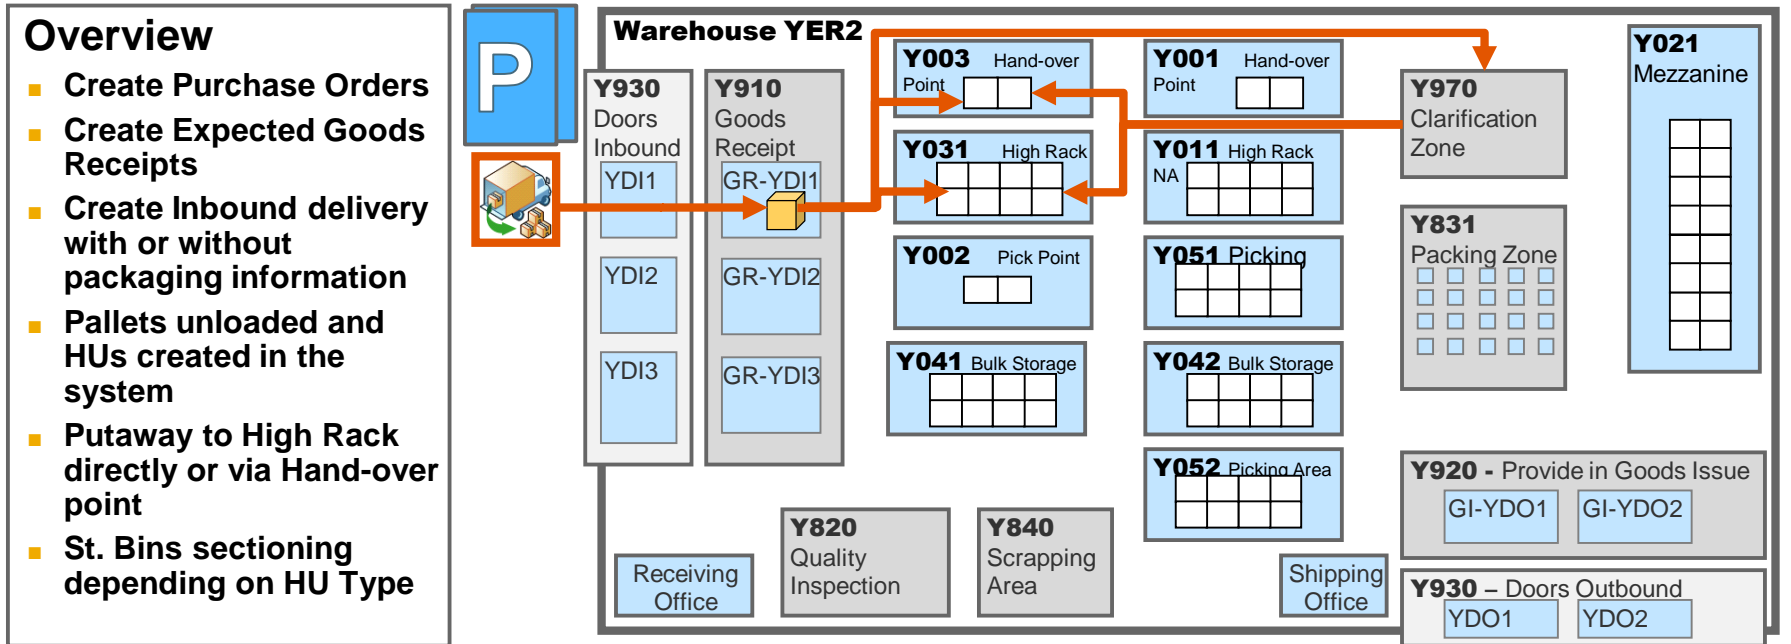 Overview
Create Purchase Orders
Create Expected Goods
Receipts
Create Inbound delivery
with or without
packaging information
Pallets unloaded and
HUs created in the
system
Putaway to High Rack
directly or via Hand-over
point
St. Bins sectioning
depending on HU Type
P
Warehouse YER2
Y930
Doors
Inbound
YDI1
YDI2
YDI3
Y910
Goods
Receipt
GR-YDI1
GR-YDI2
GR-YDI3
Y003 Hand-over
Point
Y031 High Rack
Y002 Pick Point
Y041 Bulk Storage
Y001 Hand-over
Point
Y011 High Rack
NA
Y051 Picking
Y042 Bulk Storage
Y052 Picking Area
Y970
Clarification
Zone
Y831
Packing Zone
Y021
Mezzanine
Y820
Quality
Inspection
Y840
Scrapping
Area
Receiving
Office
Shipping
Office
Y920 - Provide in Goods Issue
GI-YDO1 GI-YDO2
Y930 – Doors Outbound
YDO1 YDO2